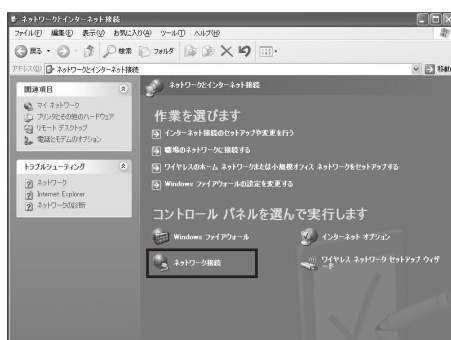 ネットワークとインターネット接続
ファイル(F) 編集(E) 表示(V) お気に入り(A) ツール(T) ヘルプ(H)
戻る 検索 フォルダ
アドレス(D) ネットワークとインターネット接続 移動
関連項目
マイ ネットワーク
プリンタとその他のハードウェア
リモート デスクトップ
電話とモデムのオプション
トラブルシューティング
ネットワーク
Internet Explorer
ネットワークの診断
ネットワークとインターネット接続
作業を選びます
インターネット接続のセットアップや変更を行う
職場のネットワークに接続する
ワイヤレスのホーム ネットワークまたは小規模オフィス ネットワークをセットアップする
Windows ファイアウォールの設定を変更する
コントロール パネルを選んで実行します
Windows ファイアウォール インターネット オプション
ネットワーク接続 ワイヤレス ネットワーク セットアップ ウィザ
ード